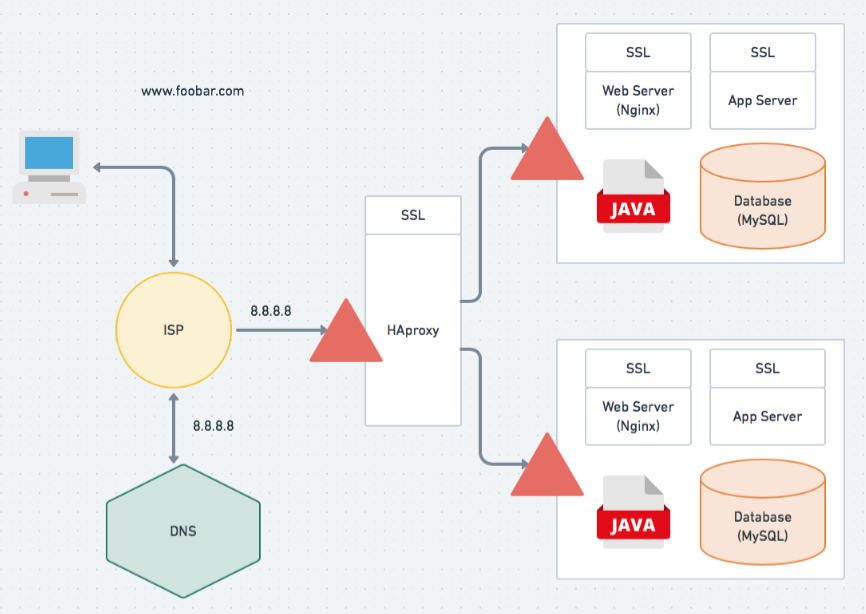 www.foobar.com
SSL
HAproxy
8.8.8.8
ISP
8.8.8.8
DNS
SSL
Web Server
(Nginx)
SSL
App Server
JAVA
Database
(MySQL)
SSL
Web Server
(Nginx)
SSL
App Server
JAVA
Database
(MySQL)